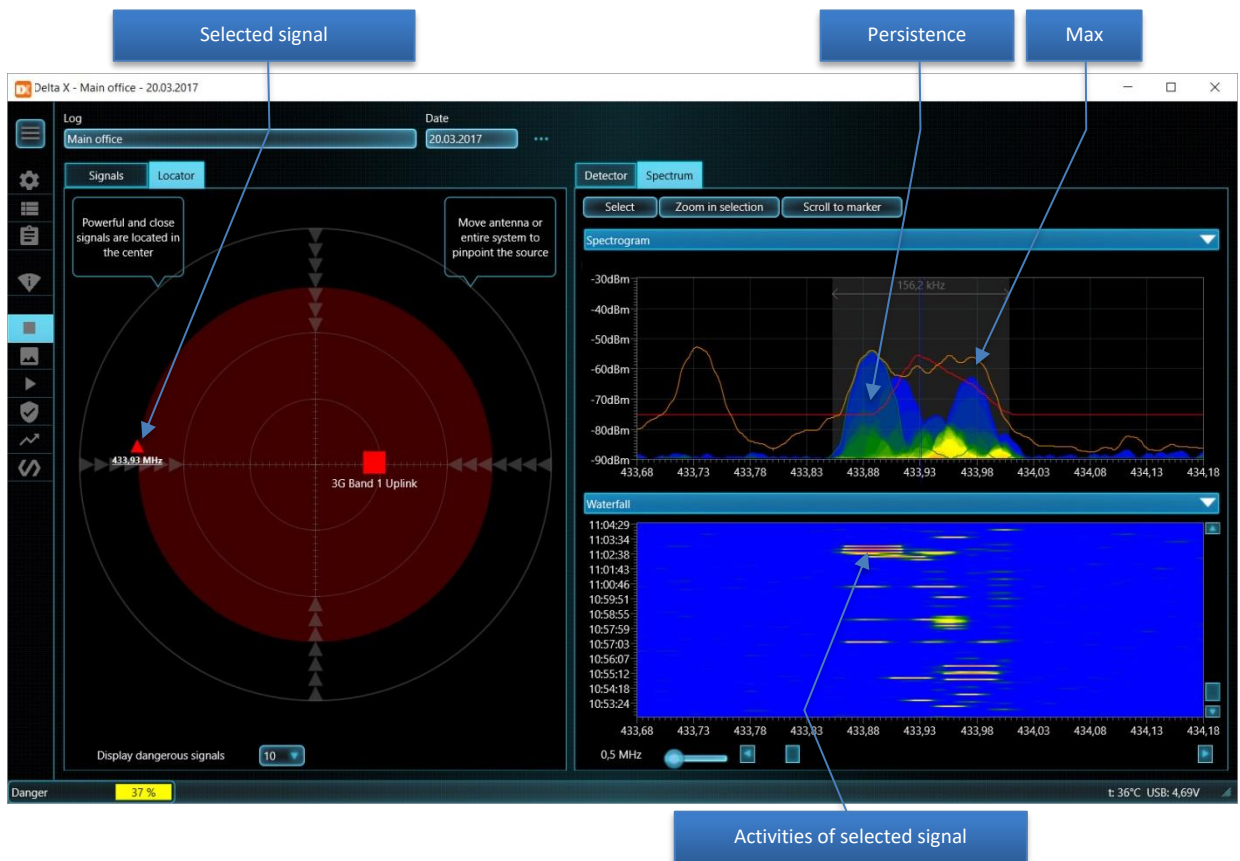 Selected signal
Persistence
Max
Delta X - Main office - 20.03.2017
Log
Date
Main office
20.03.2017
Signals
Locator
Detector
Spectrum
Powerful and close
signals are located in
the center
Move antenna or
entire system to
pinpoint the source
433,93 MHz
3G Band 1 Uplink
Display dangerous signals
10
Select
Zoom in selection
Scroll to marker
Spectrogram
156,2 kHz
-30dBm
-40dBm
-50dBm
-60dBm
-70dBm
-80dBm
-90dBm
433,68 433,73 433,78 433,83 433,88 433,93 433,98 434,03 434,08 434,13 434,18
Waterfall
11:04:29
11:03:34
11:02:38
11:01:43
11:00:46
10:59:51
10:58:55
10:57:59
10:57:03
10:56:07
10:55:12
10:54:18
10:53:24
433,68 433,73 433,78 433,83 433,88 433,93 433,98 434,03 434,08 434,13 434,18
0,5 MHz
Danger
37 %
t: 36°C USB: 4,69V
Activities of selected signal